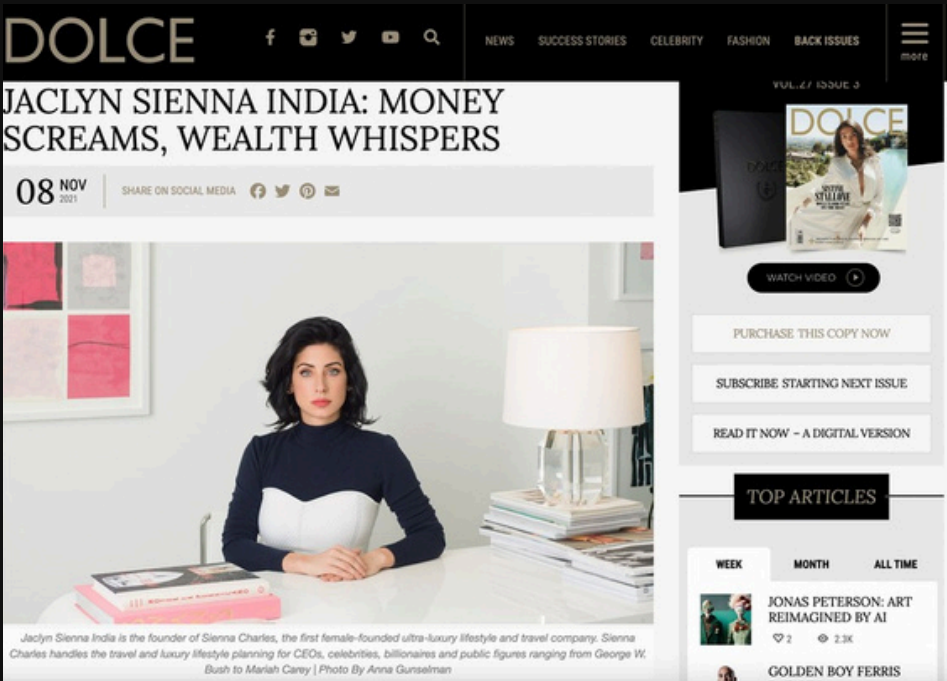 DOLCE
NEWS
SUCCESS STORIES
CELEBRITY
FASHION
BACK ISSUES
more
JACLYN SIENNA INDIA: MONEY
SCREAMS, WEALTH WHISPERS
08 NOV
2021
SHARE ON SOCIAL MEDIA
Jaclyn Sienna India is the founder of Sienna Charles, the first female-founded ultra-luxury lifestyle and travel company. Sienna
Charles handles the travel and luxury lifestyle planning for CEOs, celebrities, billionaires and public figures ranging from George W.
Bush to Mariah Carey | Photo By Anna Gunselman
VOL.27 ISSUE 3
DOLCE
DOLCE
SISTINE
STALLONE
WATCH VIDEO
PURCHASE THIS COPY NOW
SUBSCRIBE STARTING NEXT ISSUE
READ IT NOW – A DIGITAL VERSION
TOP ARTICLES
WEEK
MONTH
ALL TIME
JONAS PETERSON: ART
REIMAGINED BY AI
2
2.3K
GOLDEN BOY FERRIS